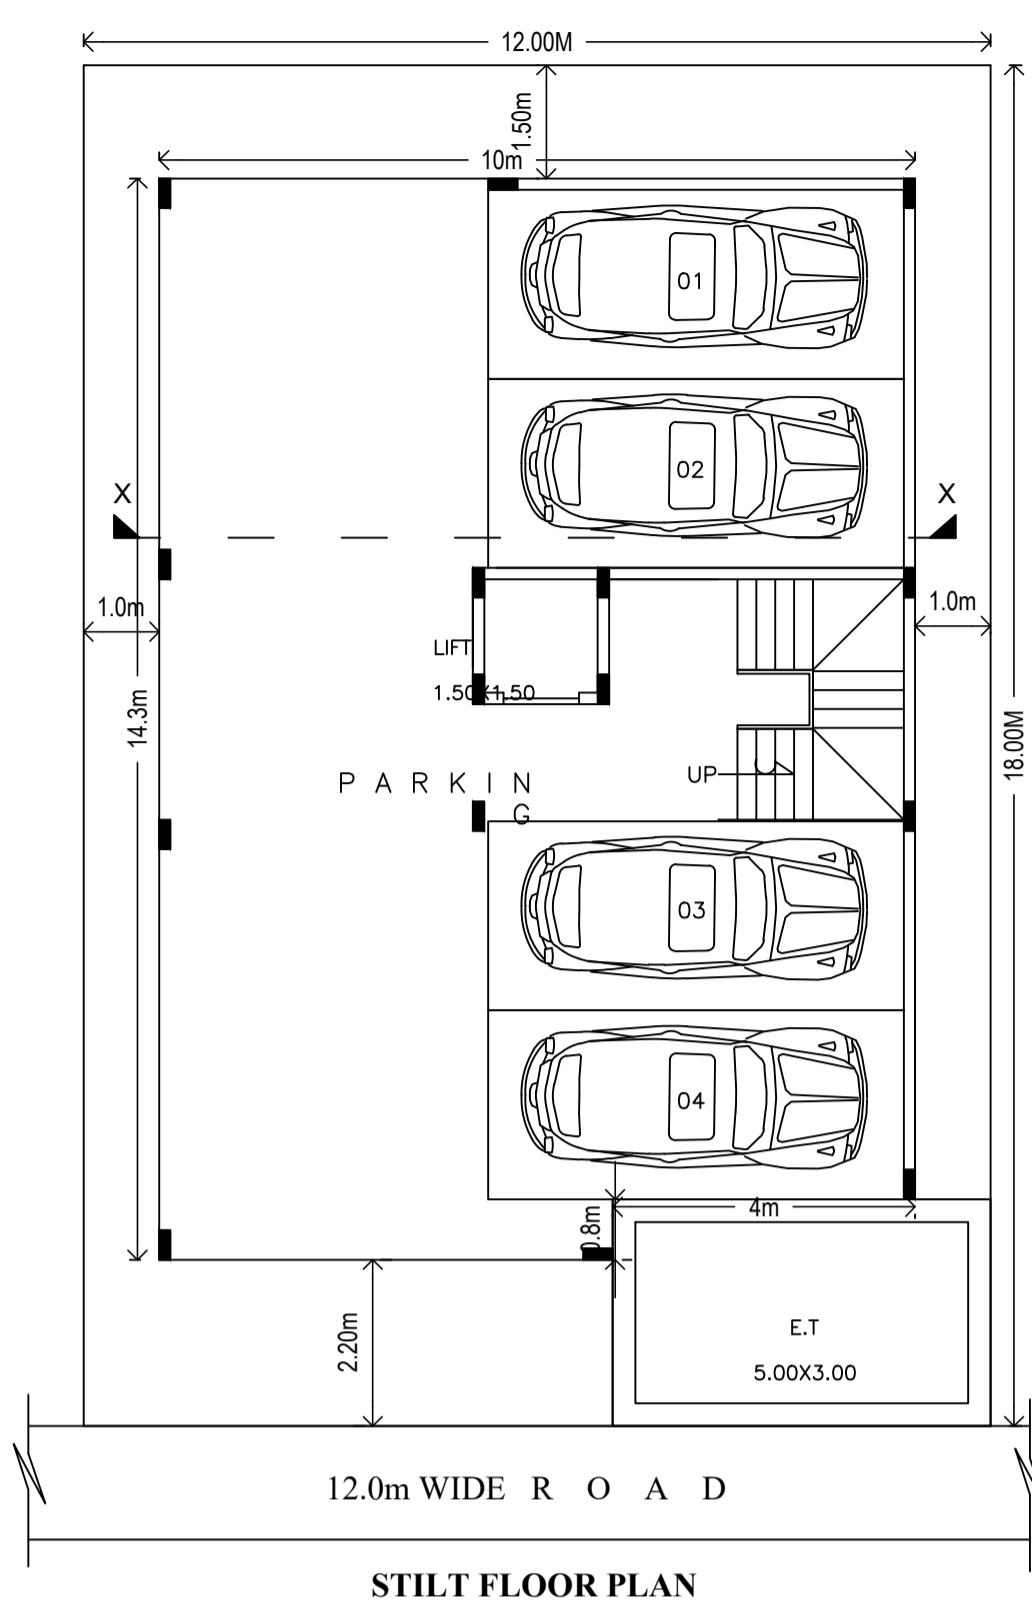 12.00M
1.50m
10m
01
02
X
X
1.0m
1.0m
LIFT
1.50X1.50
14.3m
18.00M
UP
P A R K I N
G
03
04
4m
0.8m
2.20m
E.T
5.00X3.00
12.0m WIDE R O A D
STILT FLOOR PLAN